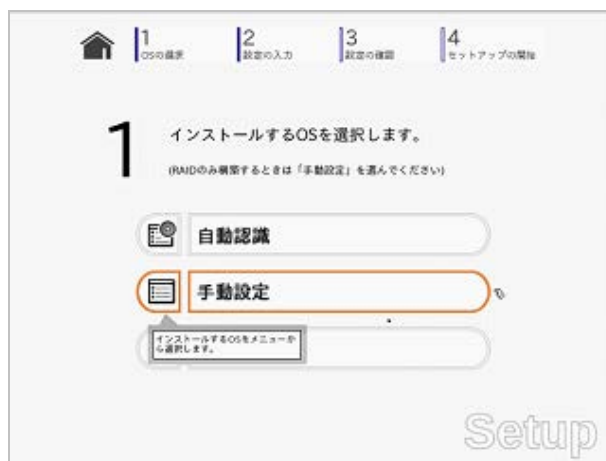 1
OSの選択
2
設定の入力
3
設定の確認
4
セットアップの開始
1
インストールするOSを選択します。
(RAIDのみ構築するときは「手動設定」を選んでください)
自動認識
手動設定
インストールするOSをメニューか
ら選択します。
Setup